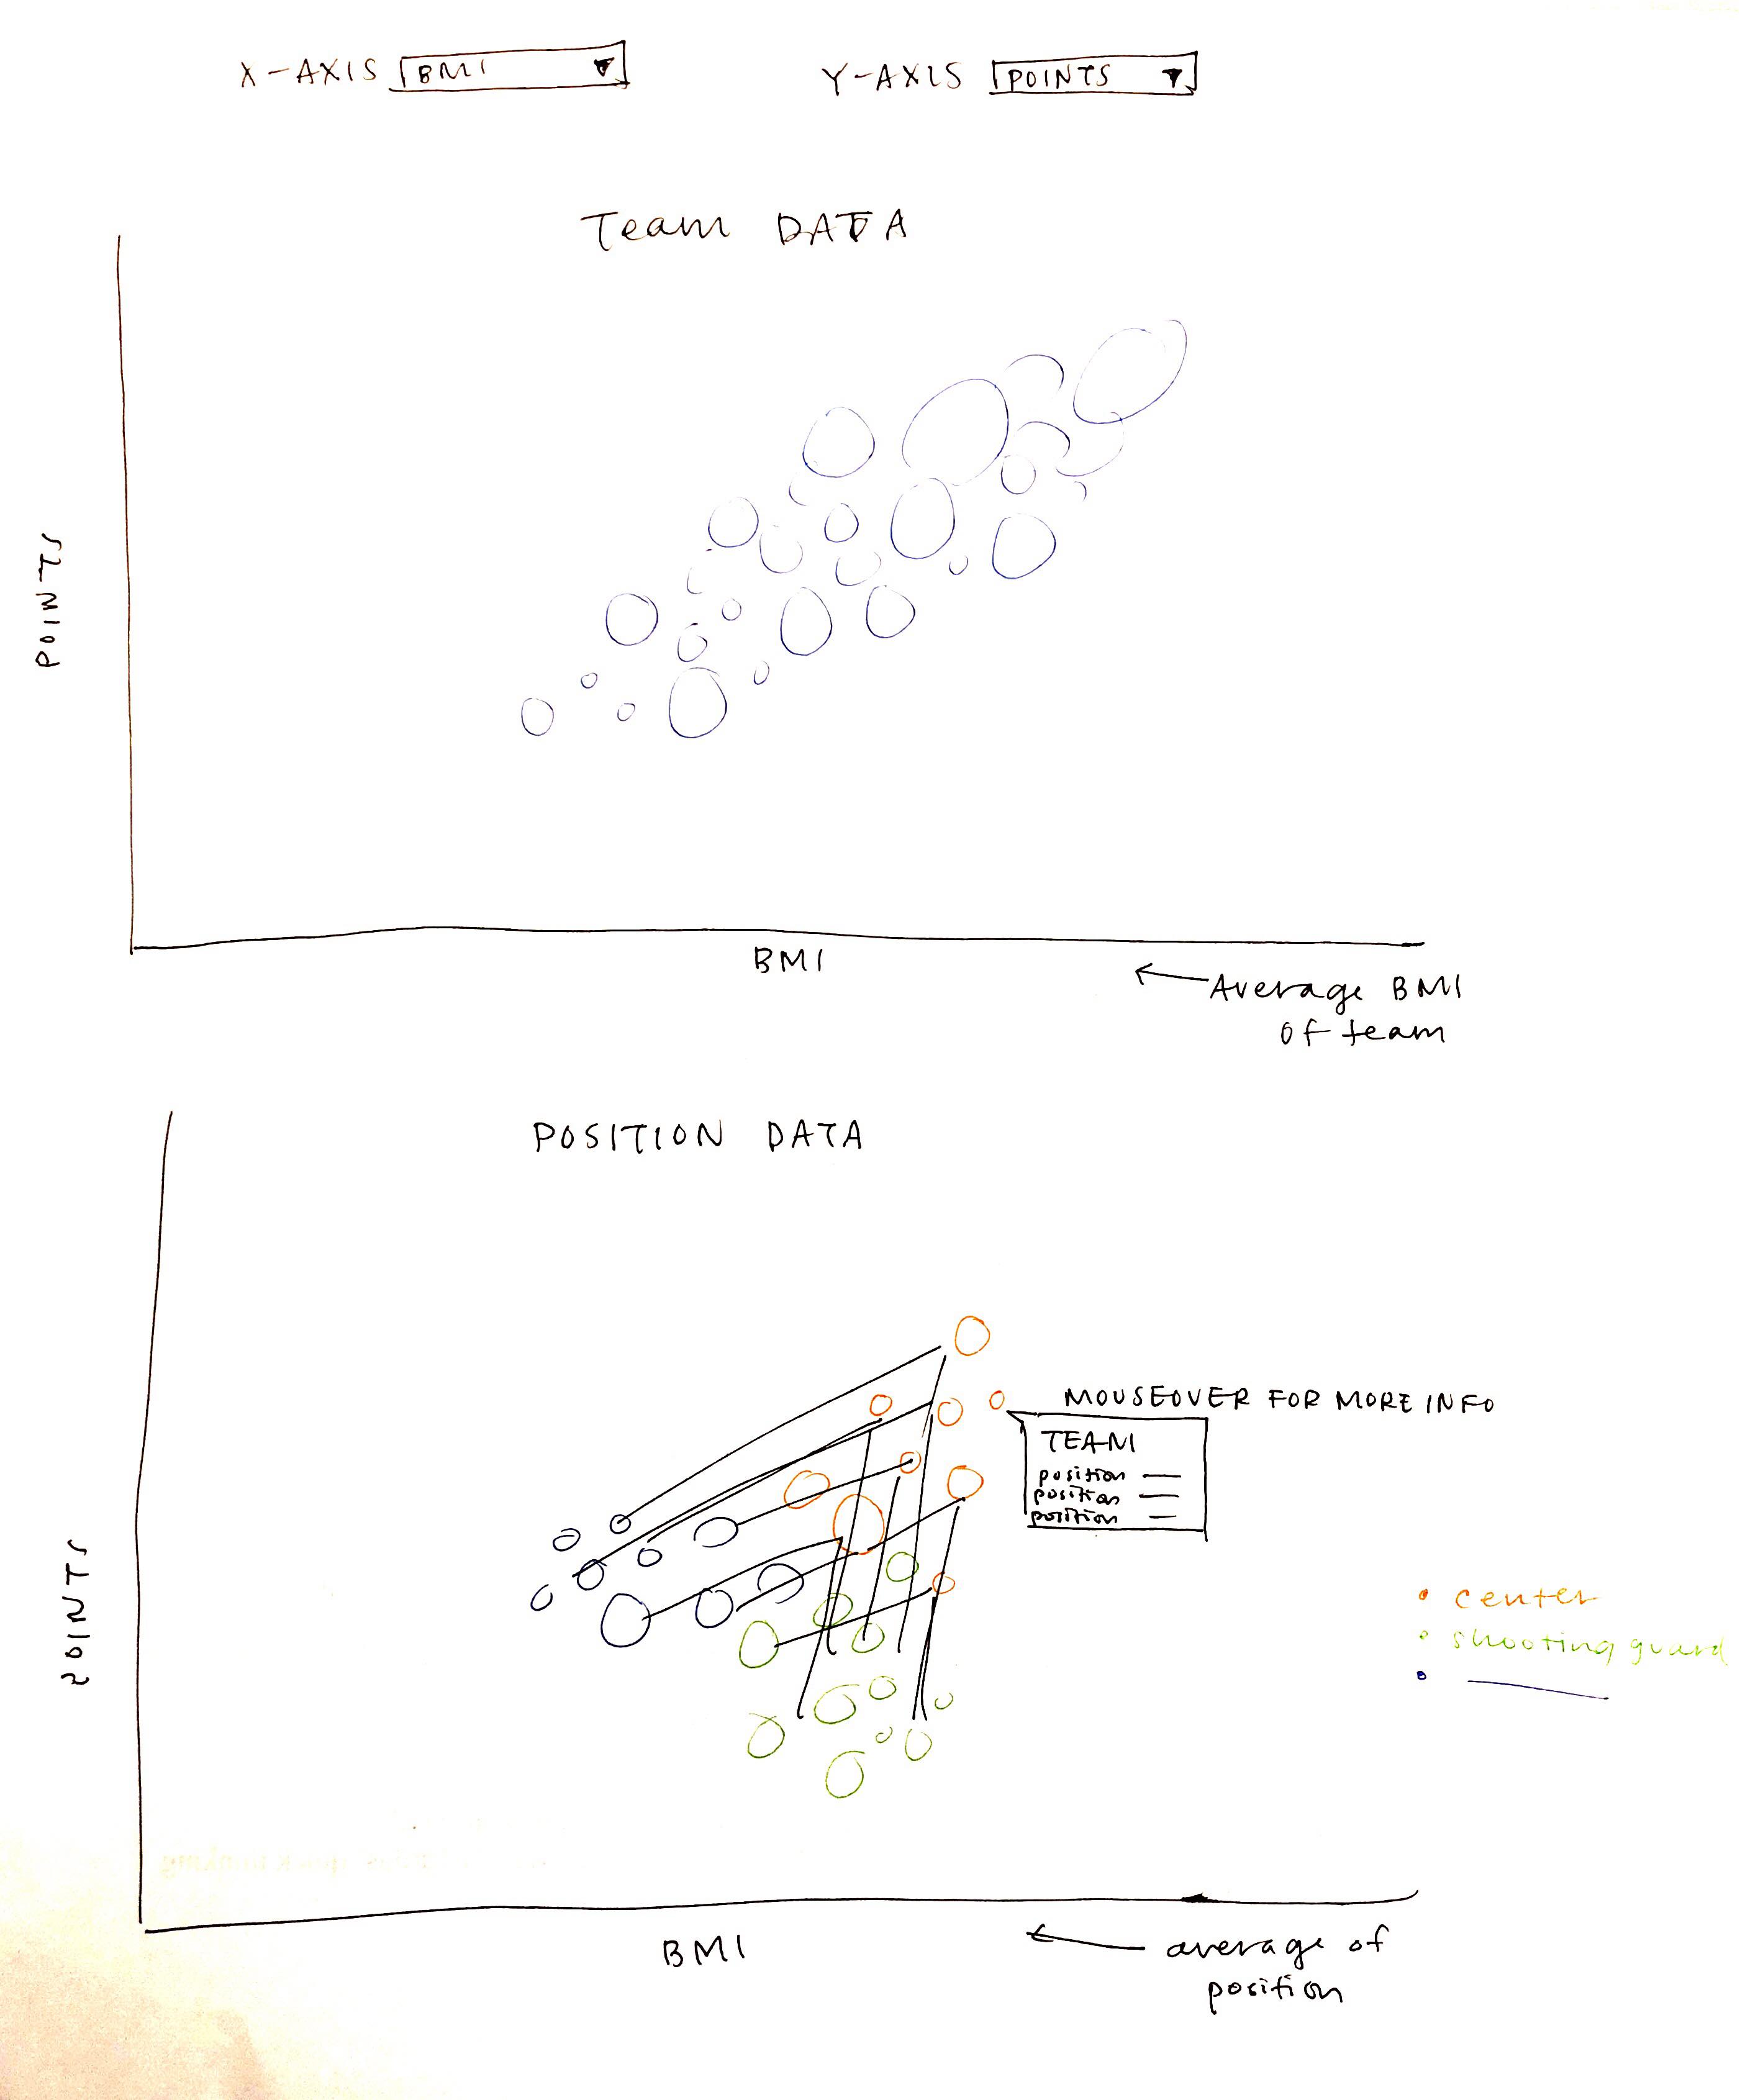 X-AXIS BMI
Y-AXIS POINTS
Team DATA
POINTS
BMI
Average BMI
of team
POSITION DATA
MOUSEOVER FOR MORE INFO
TEAM
position
position
position
POINTS
center
shooting guard
BMI
average of
position